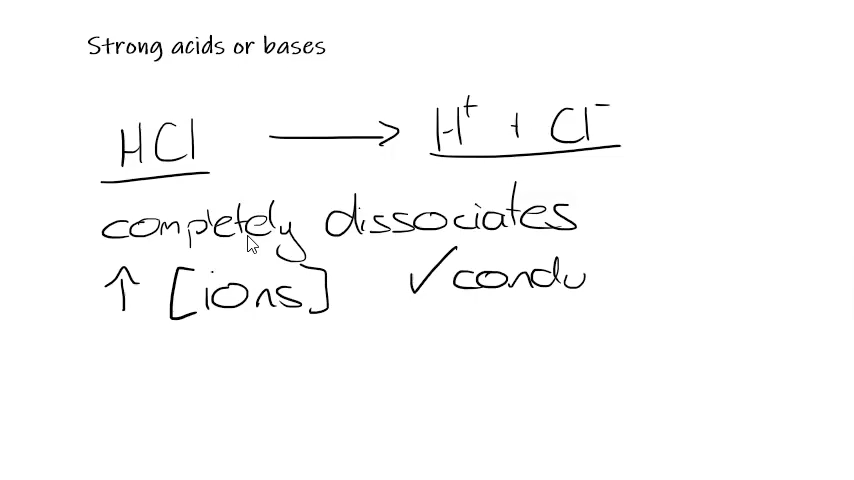 Strong acids or bases
HCl → H⁺ + Cl⁻
completely dissociates
↑ [ions] ✓condu